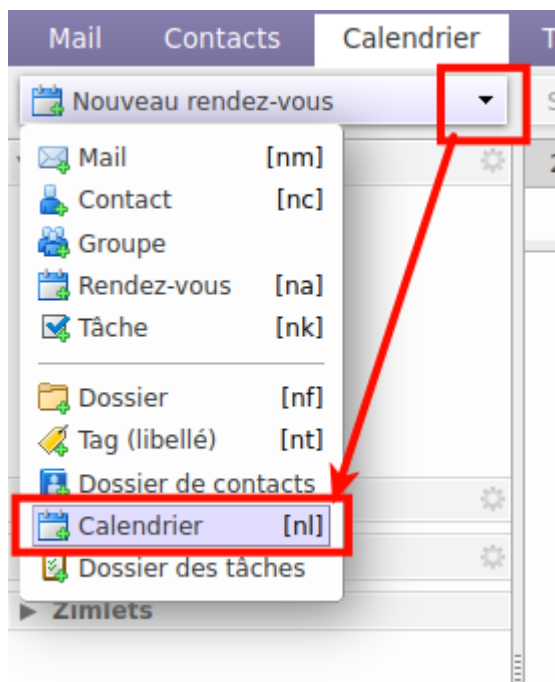 Mail Contacts Calendrier T
Nouveau rendez-vous S
Mail [nm]
Contact [nc]
Groupe
Rendez-vous [na]
Tâche [nk]
Dossier [nf]
Tag (libellé) [nt]
Dossier de contacts
Calendrier [nl]
Dossier des tâches
Zimlets